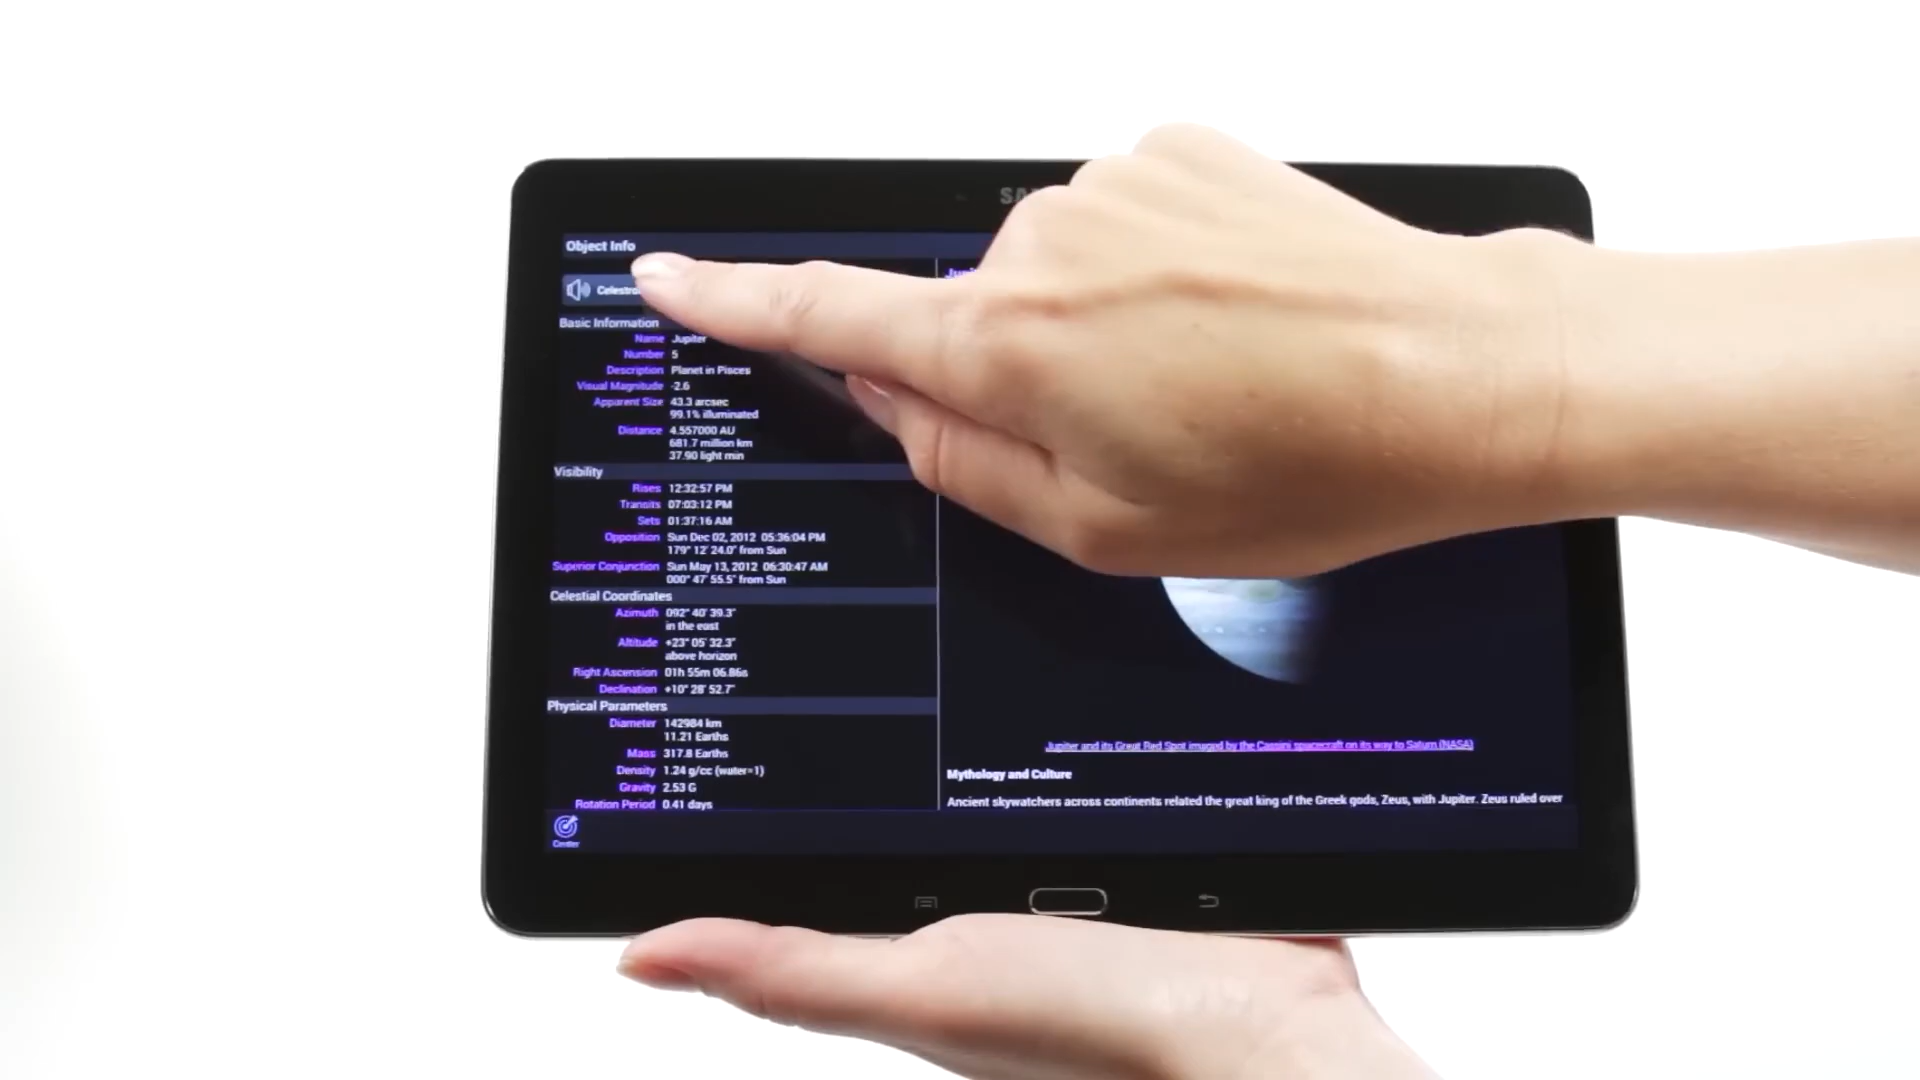 Object Info
Basic Information
Name Jupiter
Number 5
Description Planet in Pisces
Visual Magnitude -2.6
Apparent Size 43.3 arcsec
99.1% illuminated
Distance 4.557000 AU
681.7 million km
37.90 light min
Visibility
Rises 12:32:57 PM
Transits 07:03:12 PM
Sets 01:37:16 AM
Opposition Sun Dec 02, 2012 05:36:04 PM
179° 12' 24.0" from Sun
Superior Conjunction Sun May 13, 2012 06:30:47 AM
000° 47' 55.5" from Sun
Celestial Coordinates
Azimuth 092° 40' 39.3"
in the east
Altitude +23° 05' 32.3"
above horizon
Right Ascension 01h 55m 06.86s
Declination +10° 28' 52.7"
Physical Parameters
Diameter 142984 km
11.21 Earths
Mass 317.8 Earths
Density 1.24 g/cc (water=1)
Gravity 2.53 G
Rotation Period 0.41 days
Center
Jupiter and its Great Red Spot imaged by the Cassini spacecraft on its way to Saturn (NASA)
Mythology and Culture
Ancient skywatchers across continents related the great king of the Greek gods, Zeus, with Jupiter. Zeus ruled over